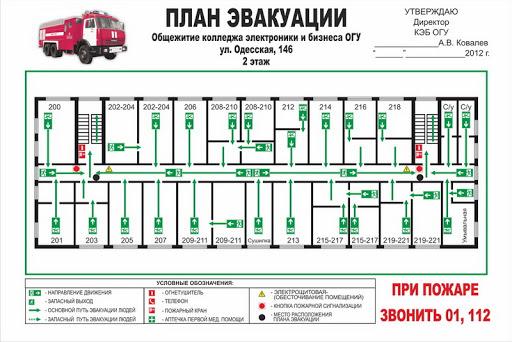 ПЛАН ЭВАКУАЦИИ
Общежитие колледжа электроники и бизнеса ОГУ
ул. Одесская, 146
2 этаж
УТВЕРЖДАЮ
Директор
КЭБ ОГУ
А.В. Ковалев
2012 г.
200
202-204
202-204
206
208-210
208-210
212
214
216
218
С/у
С/у
201
203
205
207
209-211
209-211
Сушилка
213
215-217
215-217
219-221
219-221
Умывальная
УСЛОВНЫЕ ОБОЗНАЧЕНИЯ:
- НАПРАВЛЕНИЕ ДВИЖЕНИЯ
- ЗАПАСНЫЙ ВЫХОД
- ОСНОВНОЙ ПУТЬ ЭВАКУАЦИИ ЛЮДЕЙ
- ЗАПАСНЫЙ ПУТЬ ЭВАКУАЦИИ ЛЮДЕЙ
- ОГНЕТУШИТЕЛЬ
- ТЕЛЕФОН
- ПОЖАРНЫЙ КРАН
- АПТЕЧКА ПЕРВОЙ МЕД. ПОМОЩИ
- ЭЛЕКТРОЩИТОВАЯ
(ОБЕСТОЧИВАНИЕ ПОМЕЩЕНИЙ)
- КНОПКА ПОЖАРНОЙ СИГНАЛИЗАЦИИ
- МЕСТО РАСПОЛОЖЕНИЯ
ПЛАНА ЭВАКУАЦИИ
ПРИ ПОЖАРЕ
ЗВОНИТЬ 01, 112